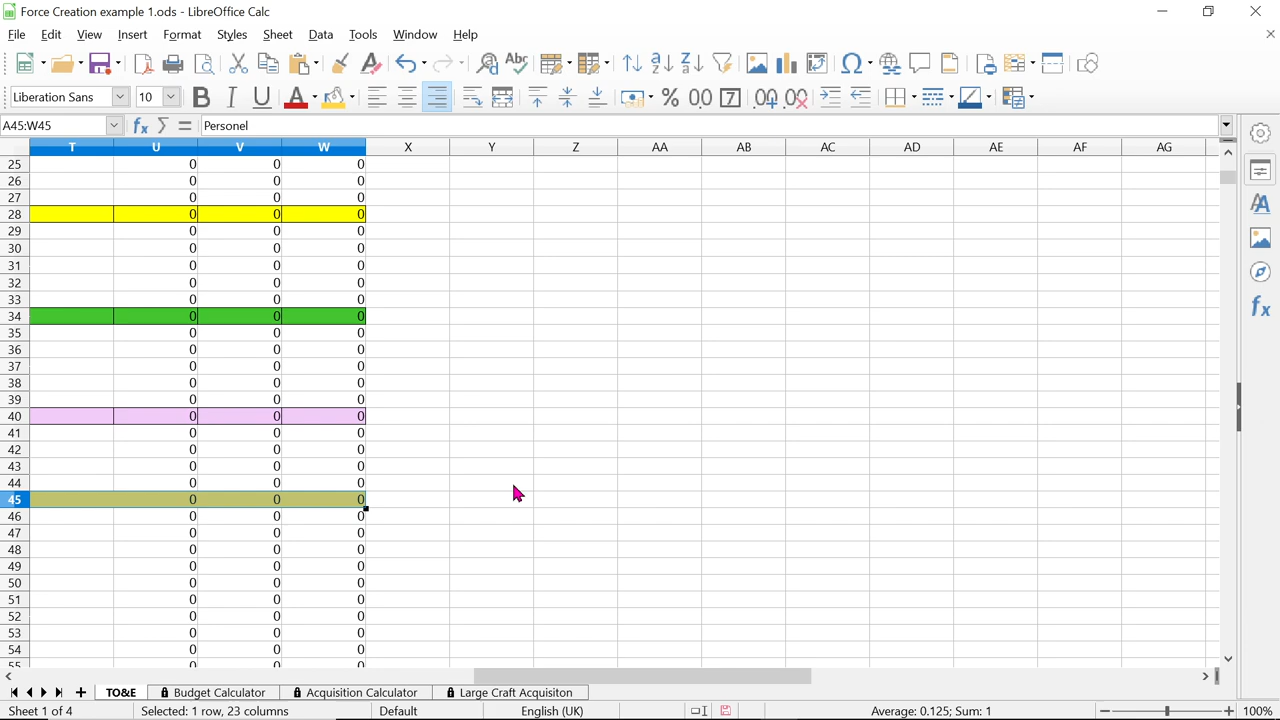 Force Creation example 1.ods - LibreOffice Calc
File Edit View Insert Format Styles Sheet Data Tools Window Help
Liberation Sans 10
A45:W45 Personel
T U V W X Y Z AA AB AC AD AE AF AG
25 0 0 0
26 0 0 0
27 0 0 0
28 0 0 0
29 0 0 0
30 0 0 0
31 0 0 0
32 0 0 0
33 0 0 0
34 0 0 0
35 0 0 0
36 0 0 0
37 0 0 0
38 0 0 0
39 0 0 0
40 0 0 0
41 0 0 0
42 0 0 0
43 0 0 0
44 0 0 0
45 0 0 0
46 0 0 0
47 0 0 0
48 0 0 0
49 0 0 0
50 0 0 0
51 0 0 0
52 0 0 0
53 0 0 0
54 0 0 0
55 0 0 0
TO&E Budget Calculator Acquisition Calculator Large Craft Acquisiton
Sheet 1 of 4 Selected: 1 row, 23 columns Default English (UK) Average: 0.125; Sum: 1 100%